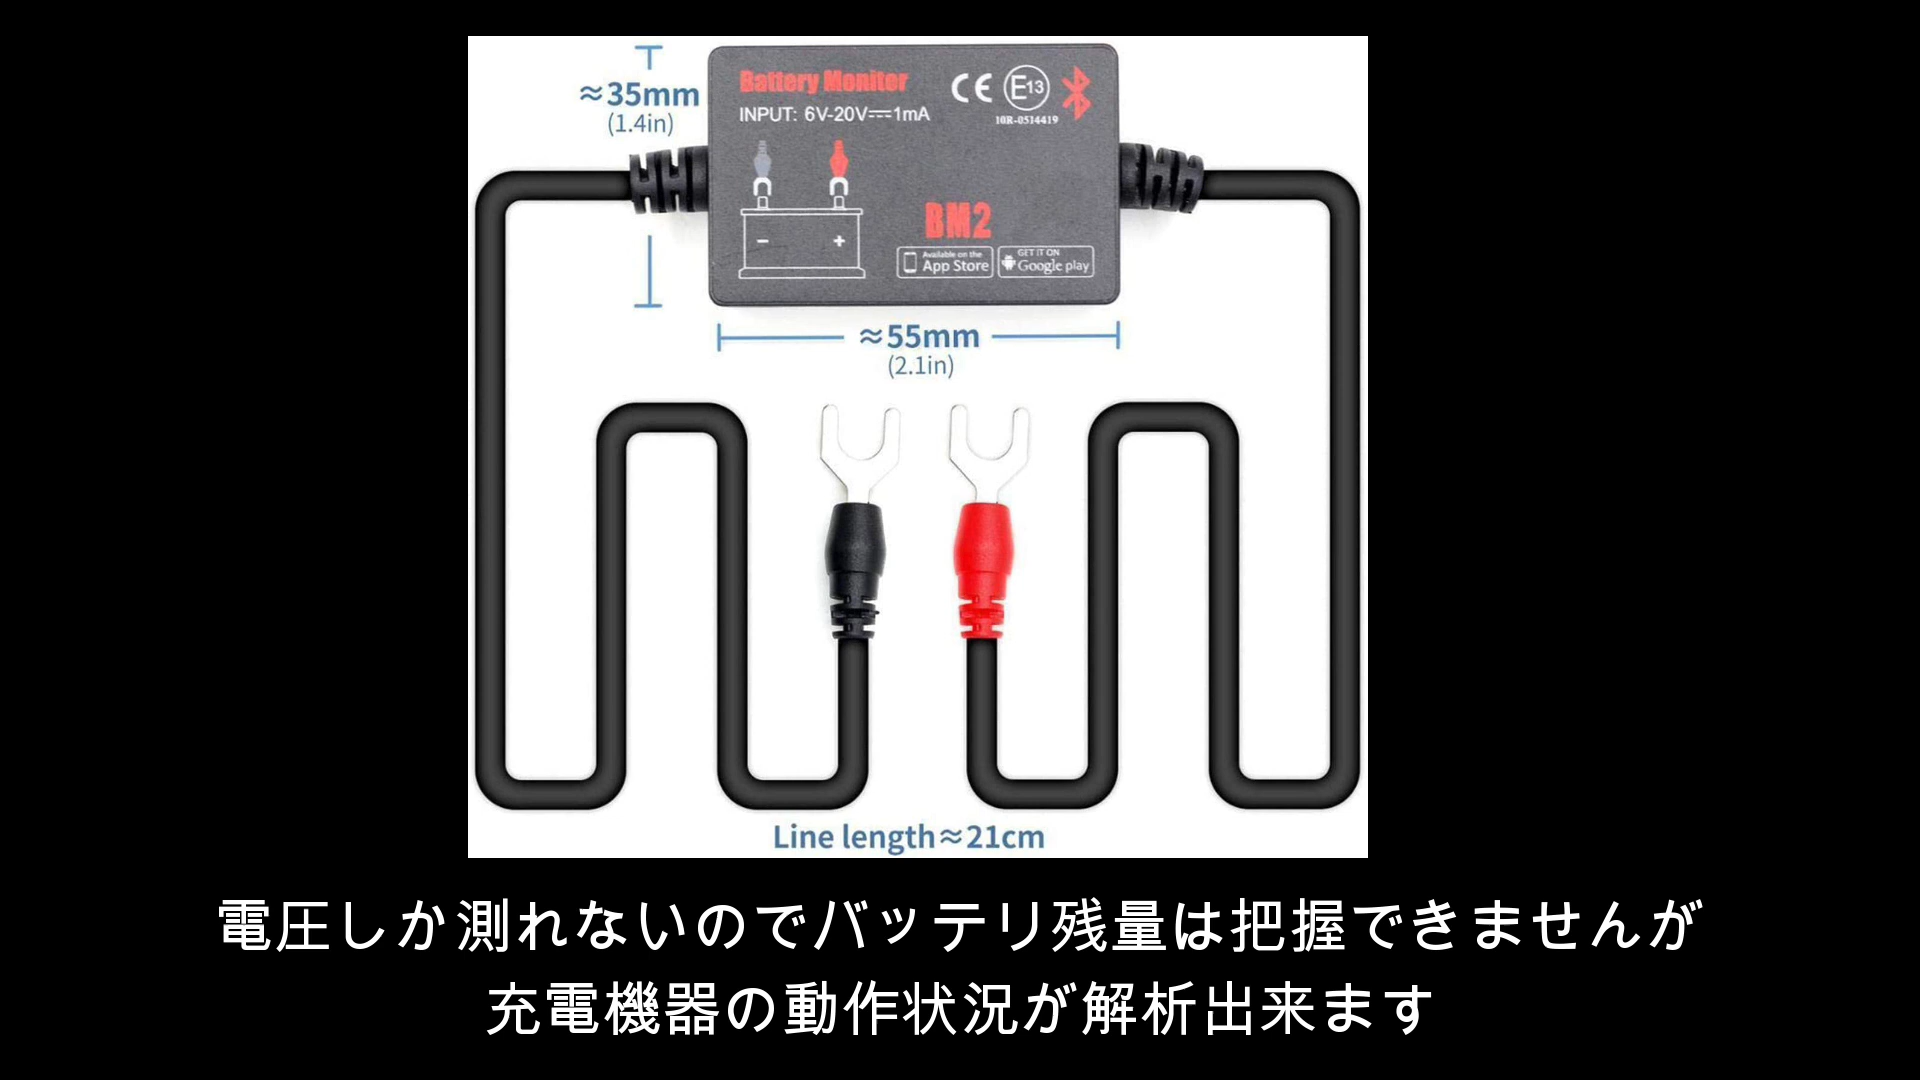 ≈35mm
(1.4in)
Battery Moniter
INPUT: 6V-20V⎓1mA
CE E13
10R-0514419
- +
BM2
Available on the
App Store
GET IT ON
Google play
≈55mm
(2.1in)
Line length≈21cm
電圧しか測れないのでバッテリ残量は把握できませんが
充電機器の動作状況が解析出来ます